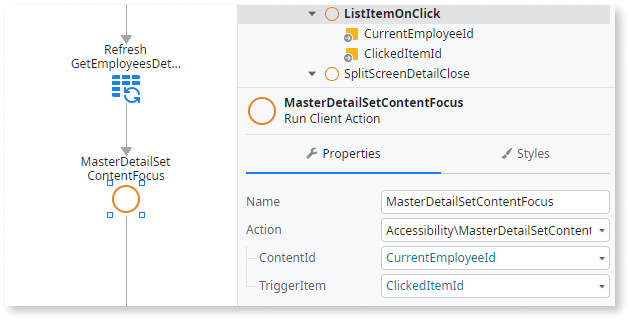 Refresh
GetEmployeesDet...
MasterDetailSet
ContentFocus
ListItemOnClick
CurrentEmployeeId
ClickedItemId
SplitScreenDetailClose
MasterDetailSetContentFocus
Run Client Action
Properties
Styles
Name
MasterDetailSetContentFocus
Action
Accessibility\MasterDetailSetContent
ContentId
CurrentEmployeeId
TriggerItem
ClickedItemId